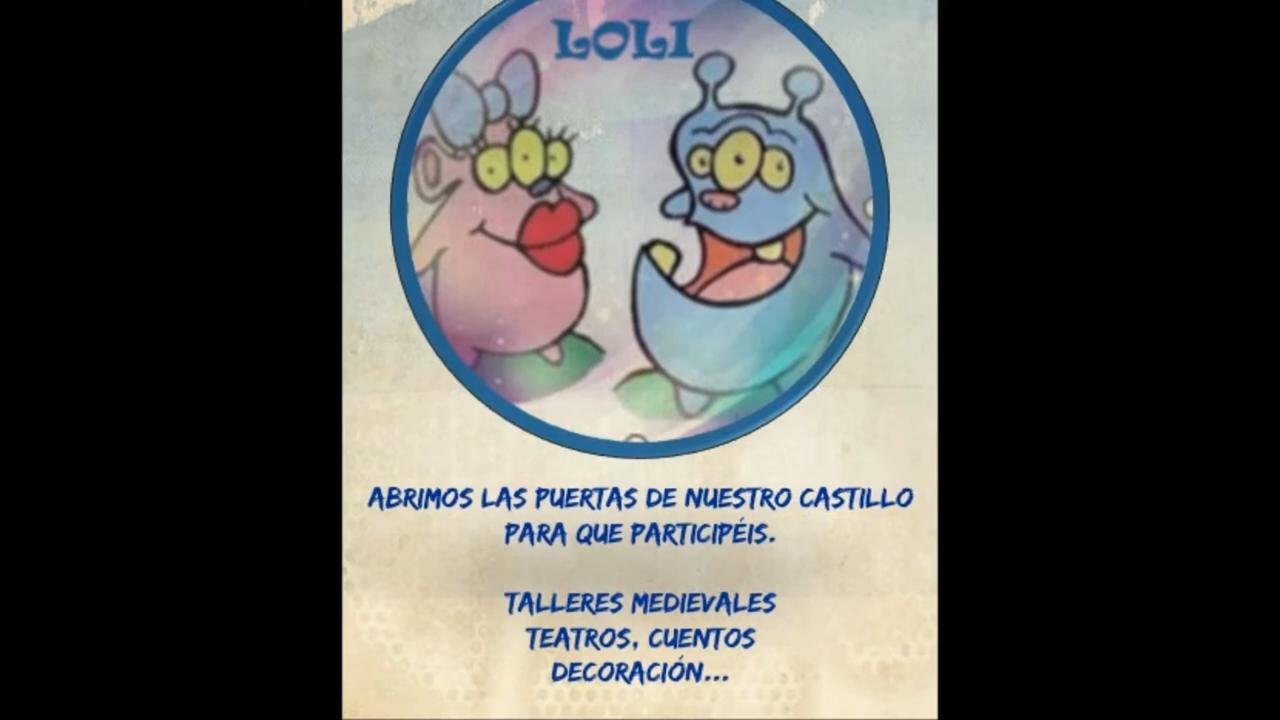 LOLI
ABRIMOS LAS PUERTAS DE NUESTRO CASTILLO
PARA QUE PARTICIPÉIS.
TALLERES MEDIEVALES
TEATROS, CUENTOS
DECORACIÓN...